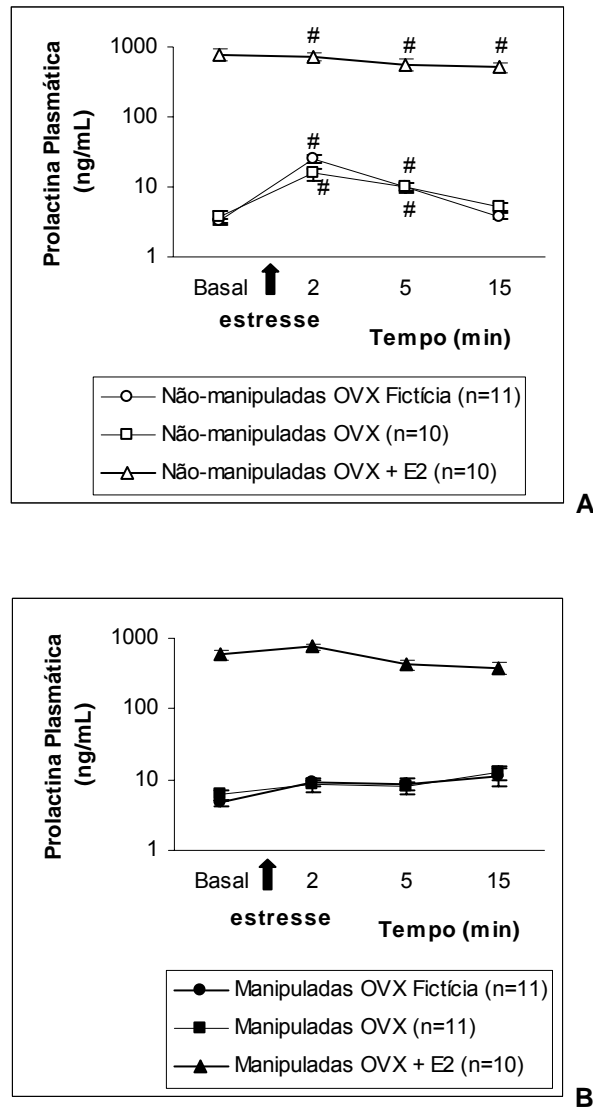 Prolactina Plasmática
(ng/mL)
1000
100
10
1
#
#
#
#
#
#
#
Basal
2
5
15
estresse
Tempo (min)
Não-manipuladas OVX Fictícia (n=11)
Não-manipuladas OVX (n=10)
Não-manipuladas OVX + E2 (n=10)
A
Prolactina Plasmática
(ng/mL)
1000
100
10
1
Basal
2
5
15
estresse
Tempo (min)
Manipuladas OVX Fictícia (n=11)
Manipuladas OVX (n=11)
Manipuladas OVX + E2 (n=10)
B